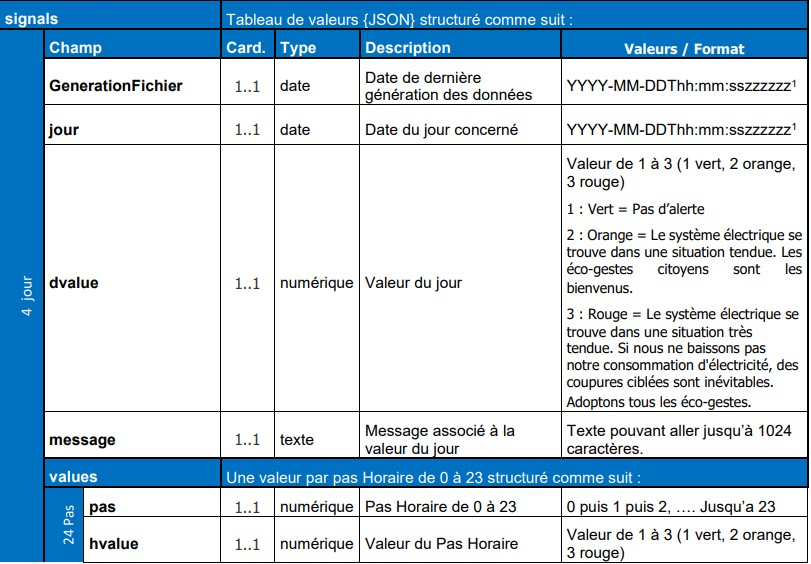 signals Tableau de valeurs {JSON} structuré comme suit :
Champ Card. Type Description Valeurs / Format
GenerationFichier 1..1 date Date de dernière
génération des données YYYY-MM-DDThh:mm:sszzzzzz¹
jour 1..1 date Date du jour concerné YYYY-MM-DDThh:mm:sszzzzzz¹
4 jour
dvalue 1..1 numérique Valeur du jour
Valeur de 1 à 3 (1 vert, 2 orange,
3 rouge)
1 : Vert = Pas d’alerte
2 : Orange = Le système électrique se
trouve dans une situation tendue. Les
éco-gestes citoyens sont les
bienvenus.
3 : Rouge = Le système électrique se
trouve dans une situation très
tendue. Si nous ne baissons pas
notre consommation d'électricité, des
coupures ciblées sont inévitables.
Adoptons tous les éco-gestes.
message 1..1 texte Message associé à la
valeur du jour
Texte pouvant aller jusqu’à 1024
caractères.
values Une valeur par pas Horaire de 0 à 23 structuré comme suit :
24 Pas
pas 1..1 numérique Pas Horaire de 0 à 23 0 puis 1 puis 2, …. Jusqu’a 23
hvalue 1..1 numérique Valeur du Pas Horaire Valeur de 1 à 3 (1 vert, 2 orange,
3 rouge)